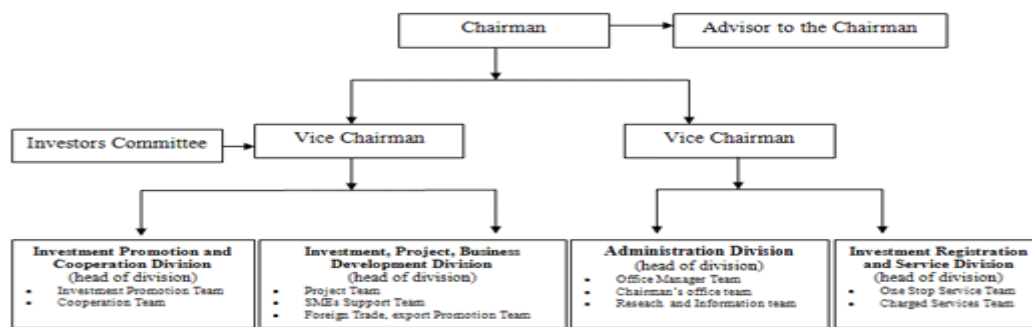 Chairman
Advisor to the Chairman
Investors Committee
Vice Chairman
Vice Chairman
Investment Promotion and
Cooperation Division
(head of division)
• Investment Promotion Team
• Cooperation Team
Investment, Project, Business
Development Division
(head of division)
• Project Team
• SMEs Support Team
• Foreign Trade, export Promotion Team
Administration Division
(head of division)
• Office Manager Team
• Chairman's office team
• Reseach and Information team
Investment Registration
and Service Division
(head of division)
• One Stop Service Team
• Charged Services Team